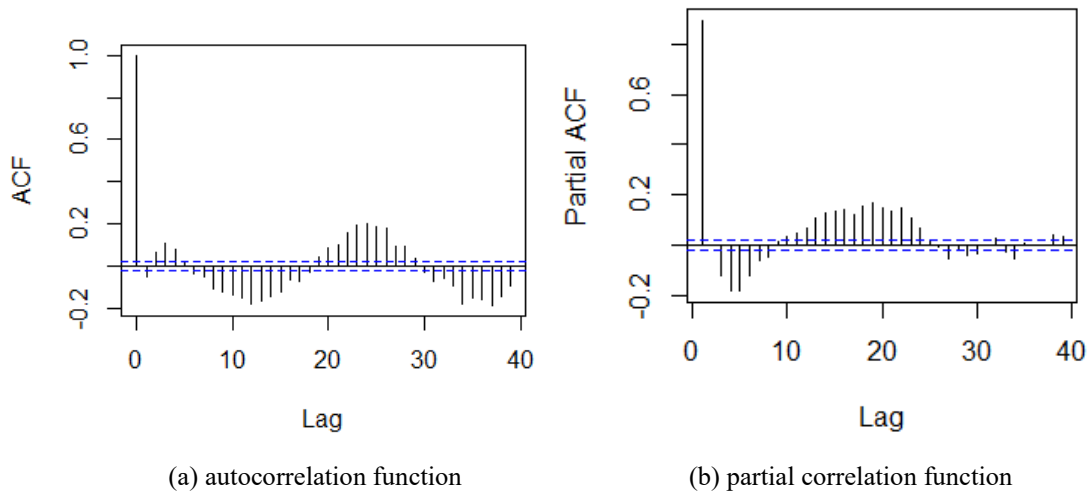 ACF
1.0
0.6
0.2
-0.2
0 10 20 30 40
Lag
Partial ACF
0.6
0.2
-0.2
0 10 20 30 40
Lag
(a) autocorrelation function
(b) partial correlation function